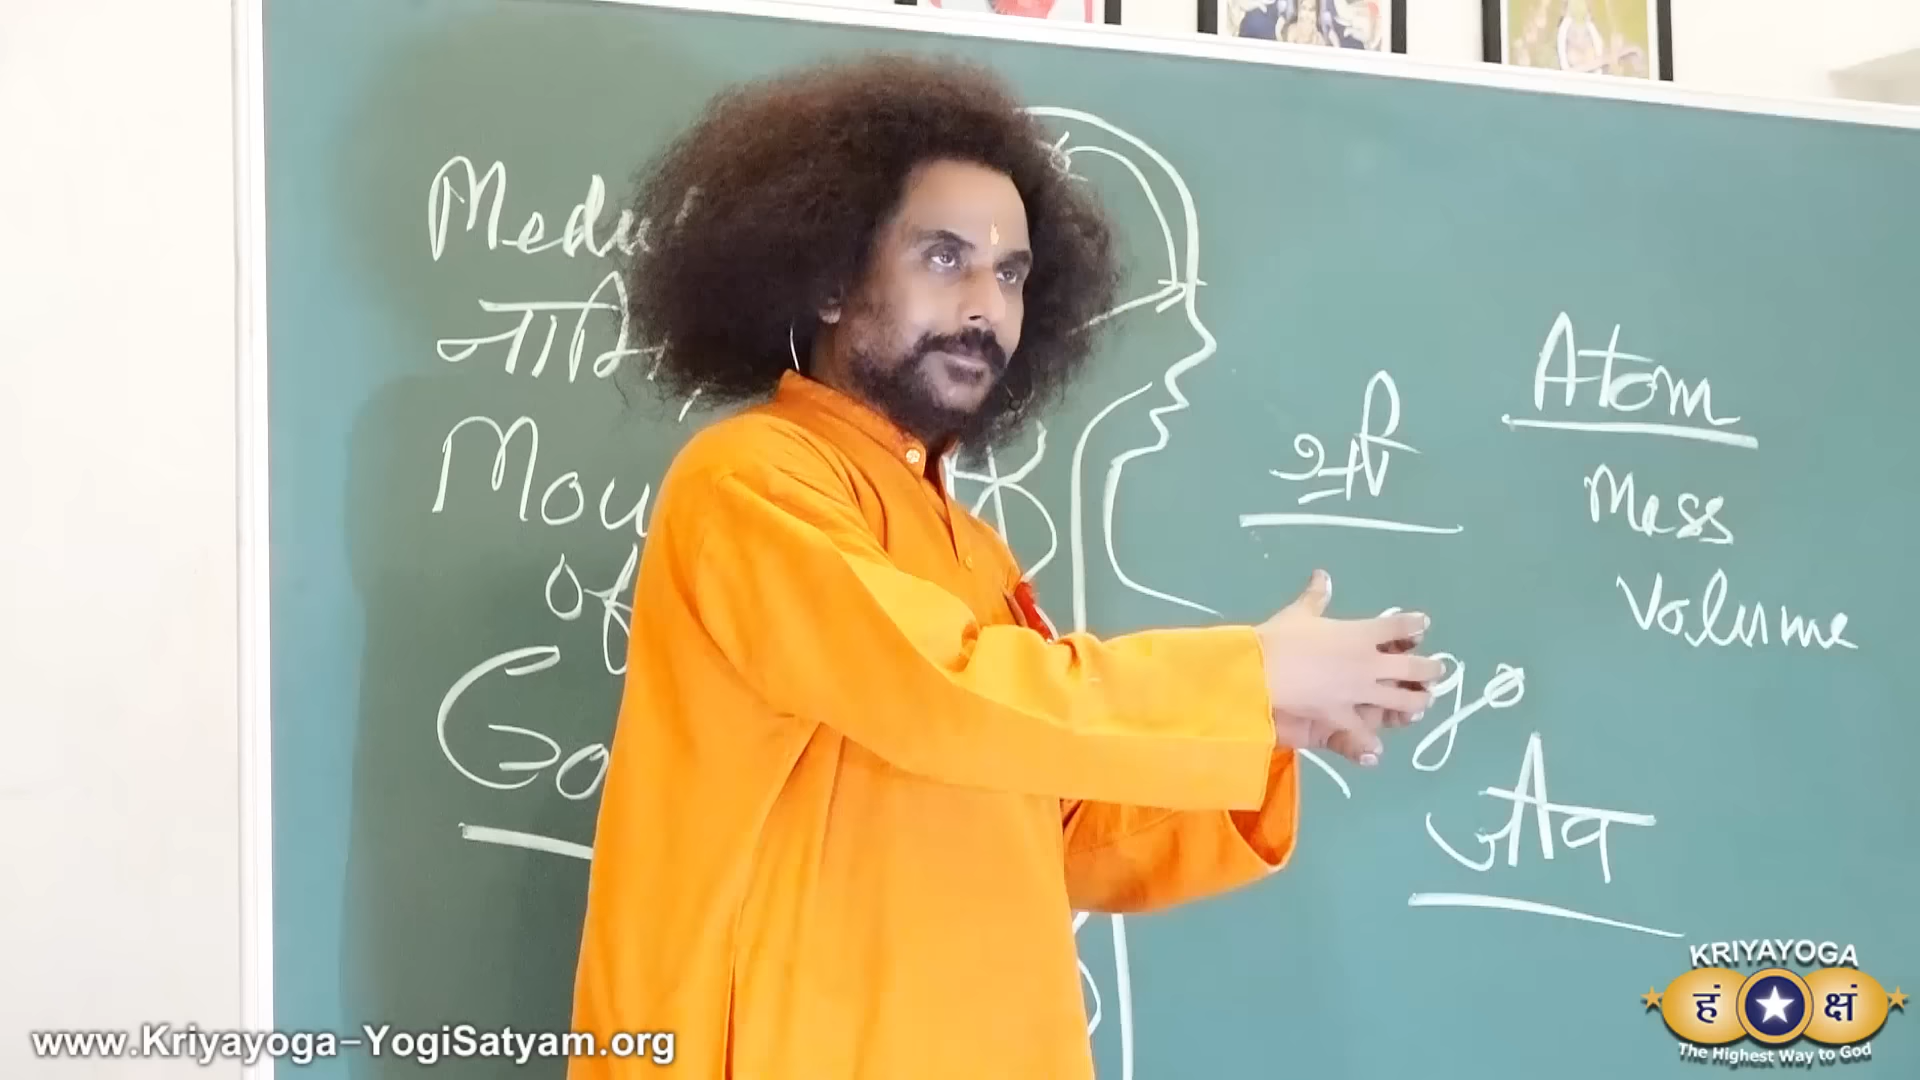 Medu
नाभि
Mou
of
Go
Atom
Mass
Volume
जीव
www.Kriyayoga-YogiSatyam.org
KRIYAYOGA
हं क्षं
The Highest Way to God